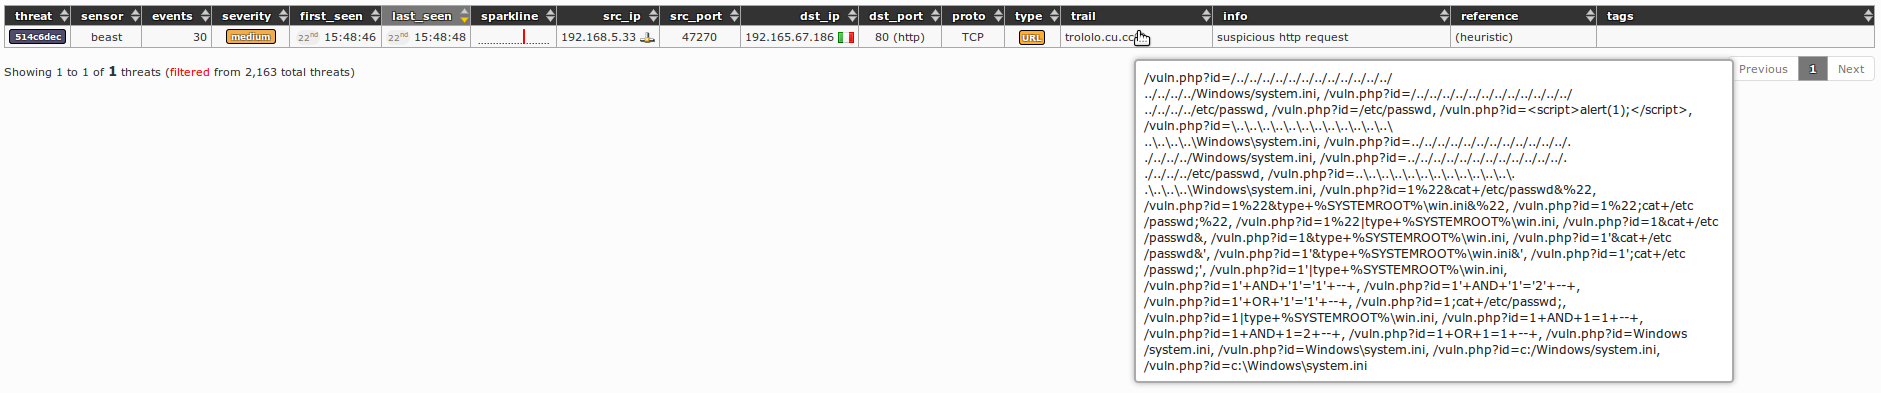 threat sensor events severity first_seen last_seen sparkline src_ip src_port dst_ip dst_port proto type trail info reference tags
514c6dec beast 30 medium 22nd 15:48:46 22nd 15:48:48 192.168.5.33 47270 192.165.67.186 80 (http) TCP URL trololo.cu.cc suspicious http request (heuristic)
Showing 1 to 1 of 1 threats (filtered from 2,163 total threats)
Previous 1 Next
/vuln.php?id=/../../../../../../../../../../../../
../../../../Windows/system.ini, /vuln.php?id=/../../../../../../../../../../../../
../../../../etc/passwd, /vuln.php?id=/etc/passwd, /vuln.php?id=<script>alert(1);</script>,
/vuln.php?id=\..\..\..\..\..\..\..\..\..\..\..\..\
..\..\..\..\Windows\system.ini, /vuln.php?id=../../../../../../../../../../../../.
./../../../Windows/system.ini, /vuln.php?id=../../../../../../../../../../../../.
./../../../etc/passwd, /vuln.php?id=..\..\..\..\..\..\..\..\..\..\..\..\.
.\..\..\..\Windows\system.ini, /vuln.php?id=1%22&cat+/etc/passwd&%22,
/vuln.php?id=1%22&type+%SYSTEMROOT%\win.ini&%22, /vuln.php?id=1%22;cat+/etc
/passwd;%22, /vuln.php?id=1%22|type+%SYSTEMROOT%\win.ini, /vuln.php?id=1&cat+/etc
/passwd&, /vuln.php?id=1&type+%SYSTEMROOT%\win.ini, /vuln.php?id=1'&cat+/etc
/passwd&', /vuln.php?id=1'&type+%SYSTEMROOT%\win.ini&', /vuln.php?id=1';cat+/etc
/passwd;', /vuln.php?id=1'|type+%SYSTEMROOT%\win.ini,
/vuln.php?id=1'+AND+'1'='1'+--+, /vuln.php?id=1'+AND+'1'='2'+--+,
/vuln.php?id=1'+OR+'1'='1'+--+, /vuln.php?id=1;cat+/etc/passwd;,
/vuln.php?id=1|type+%SYSTEMROOT%\win.ini, /vuln.php?id=1+AND+1=1+--+,
/vuln.php?id=1+AND+1=2+--+, /vuln.php?id=1+OR+1=1+--+, /vuln.php?id=Windows
/system.ini, /vuln.php?id=Windows\system.ini, /vuln.php?id=c:/Windows/system.ini,
/vuln.php?id=c:\Windows\system.ini